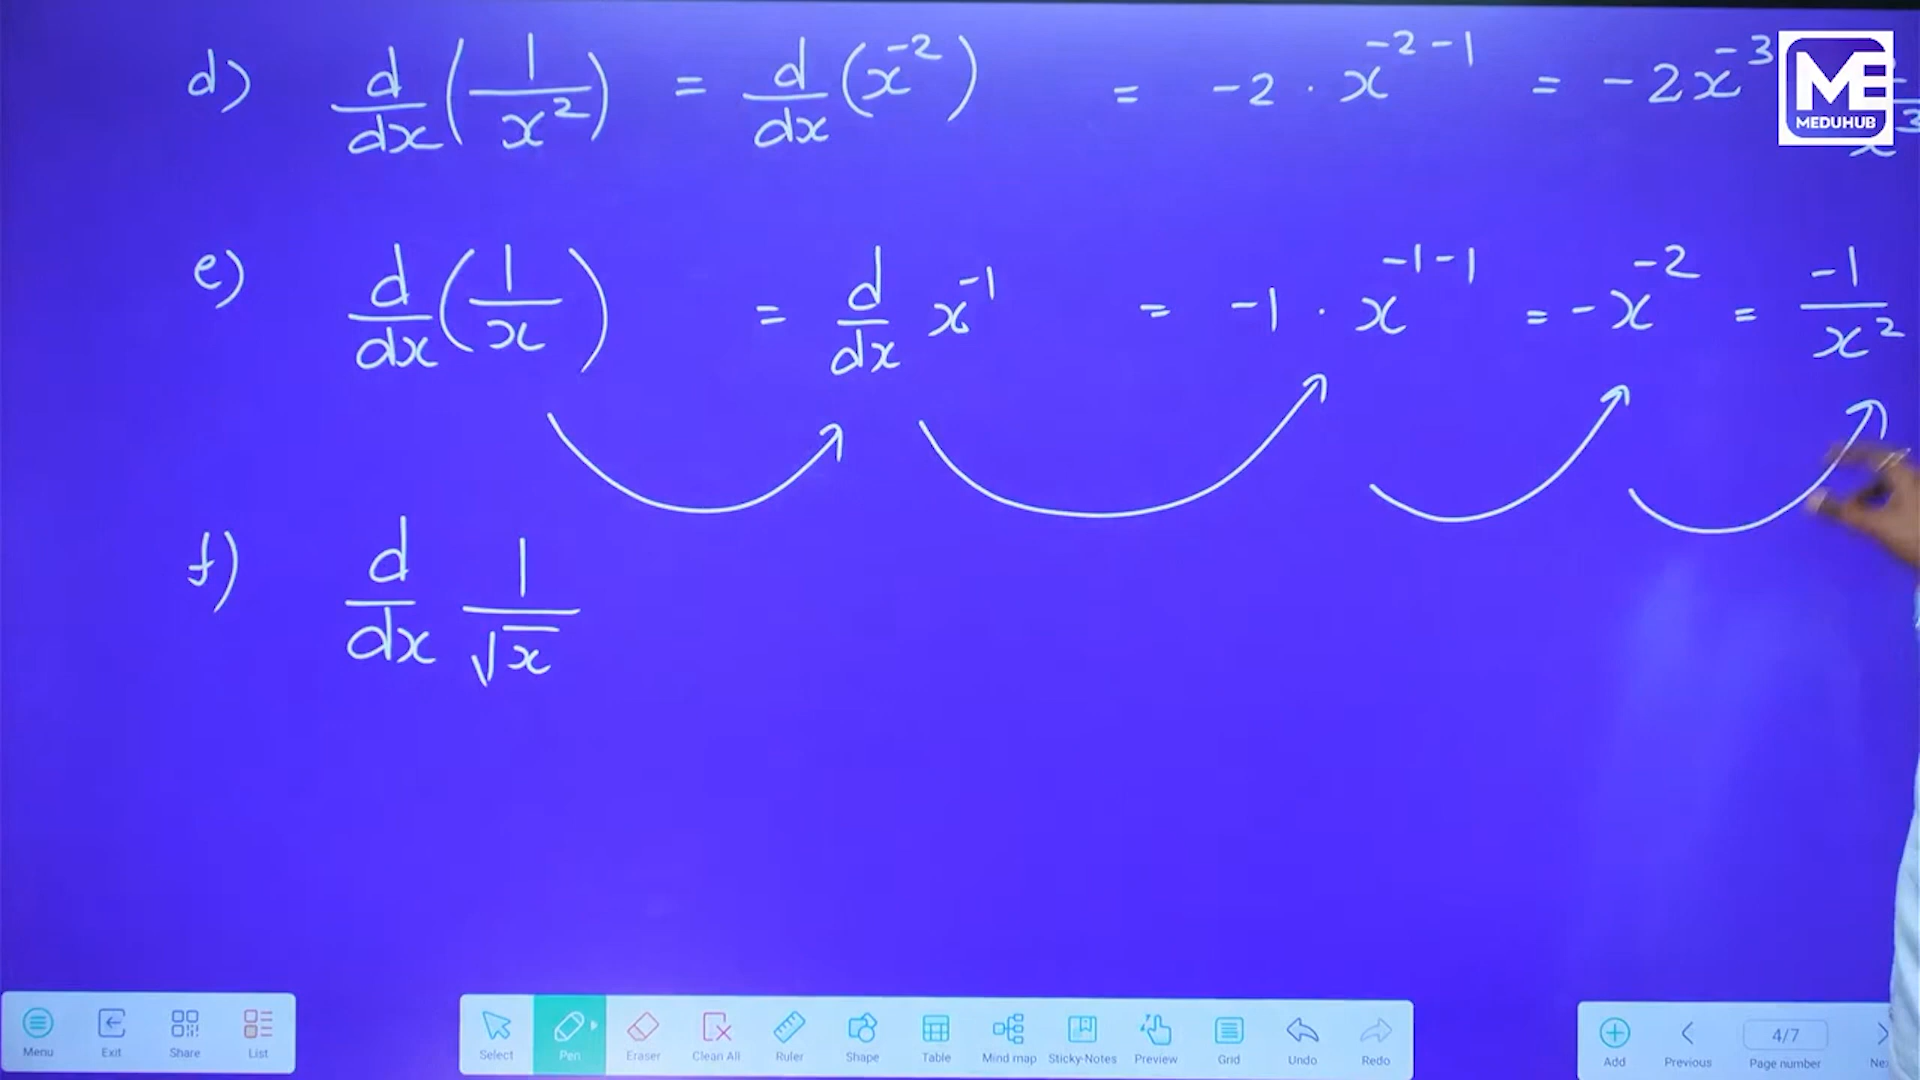 d) d/dx (1/x²) = d/dx (x⁻²) = -2 · x⁻²⁻¹ = -2x⁻³
ME
MEDUHUB
e) d/dx (1/x) = d/dx x⁻¹ = -1 · x⁻¹⁻¹ = -x⁻² = -1/x²
f) d/dx 1/√x
Menu Exit Share List Select Pen Eraser Clean All Ruler Shape Table Mind map Sticky-Notes Preview Grid Undo Redo Add Previous 4/7 Page number